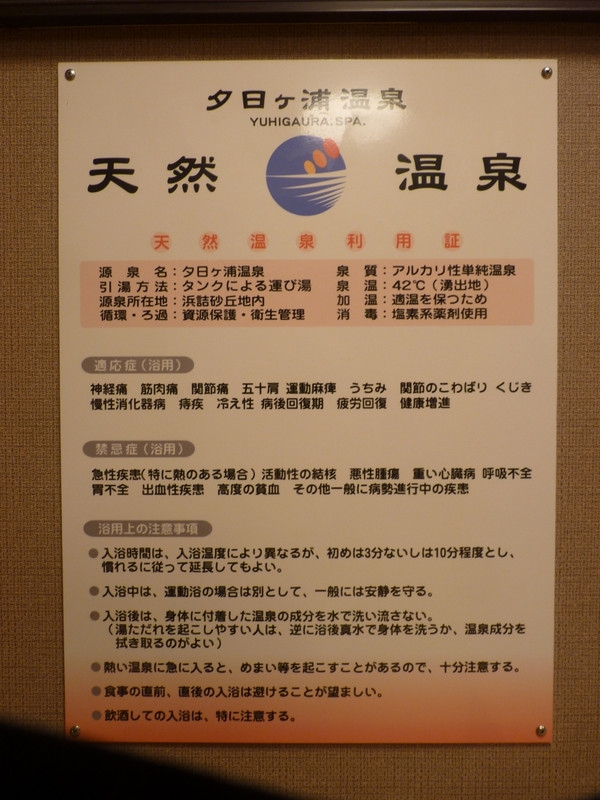 夕日ヶ浦温泉
YUHIGAURA.SPA.
天然 温泉
天然温泉利用証
源泉名：夕日ヶ浦温泉 泉質：アルカリ性単純温泉
引湯方法：タンクによる運び湯 泉温：42℃（湧出地）
源泉所在地：浜詰砂丘地内 加温：適温を保つため
循環・ろ過：資源保護・衛生管理 消毒：塩素系薬剤使用
適応症（浴用）
神経痛 筋肉痛 関節痛 五十肩 運動麻痺 うちみ 関節のこわばり くじき
慢性消化器病 痔疾 冷え性 病後回復期 疲労回復 健康増進
禁忌症（浴用）
急性疾患（特に熱のある場合）活動性の結核 悪性腫瘍 重い心臓病 呼吸不全
胃不全 出血性疾患 高度の貧血 その他一般に病勢進行中の疾患
浴用上の注意事項
●入浴時間は、入浴温度により異なるが、初めは3分ないしは10分程度とし、
慣れるに従って延長してもよい。
●入浴中は、運動浴の場合は別として、一般には安静を守る。
●入浴後は、身体に付着した温泉の成分を水で洗い流さない。
（湯ただれを起こしやすい人は、逆に浴後真水で身体を洗うか、温泉成分を
拭き取るのがよい）
●熱い温泉に急に入ると、めまい等を起こすことがあるので、十分注意する。
●食事の直前、直後の入浴は避けることが望ましい。
●飲酒しての入浴は、特に注意する。